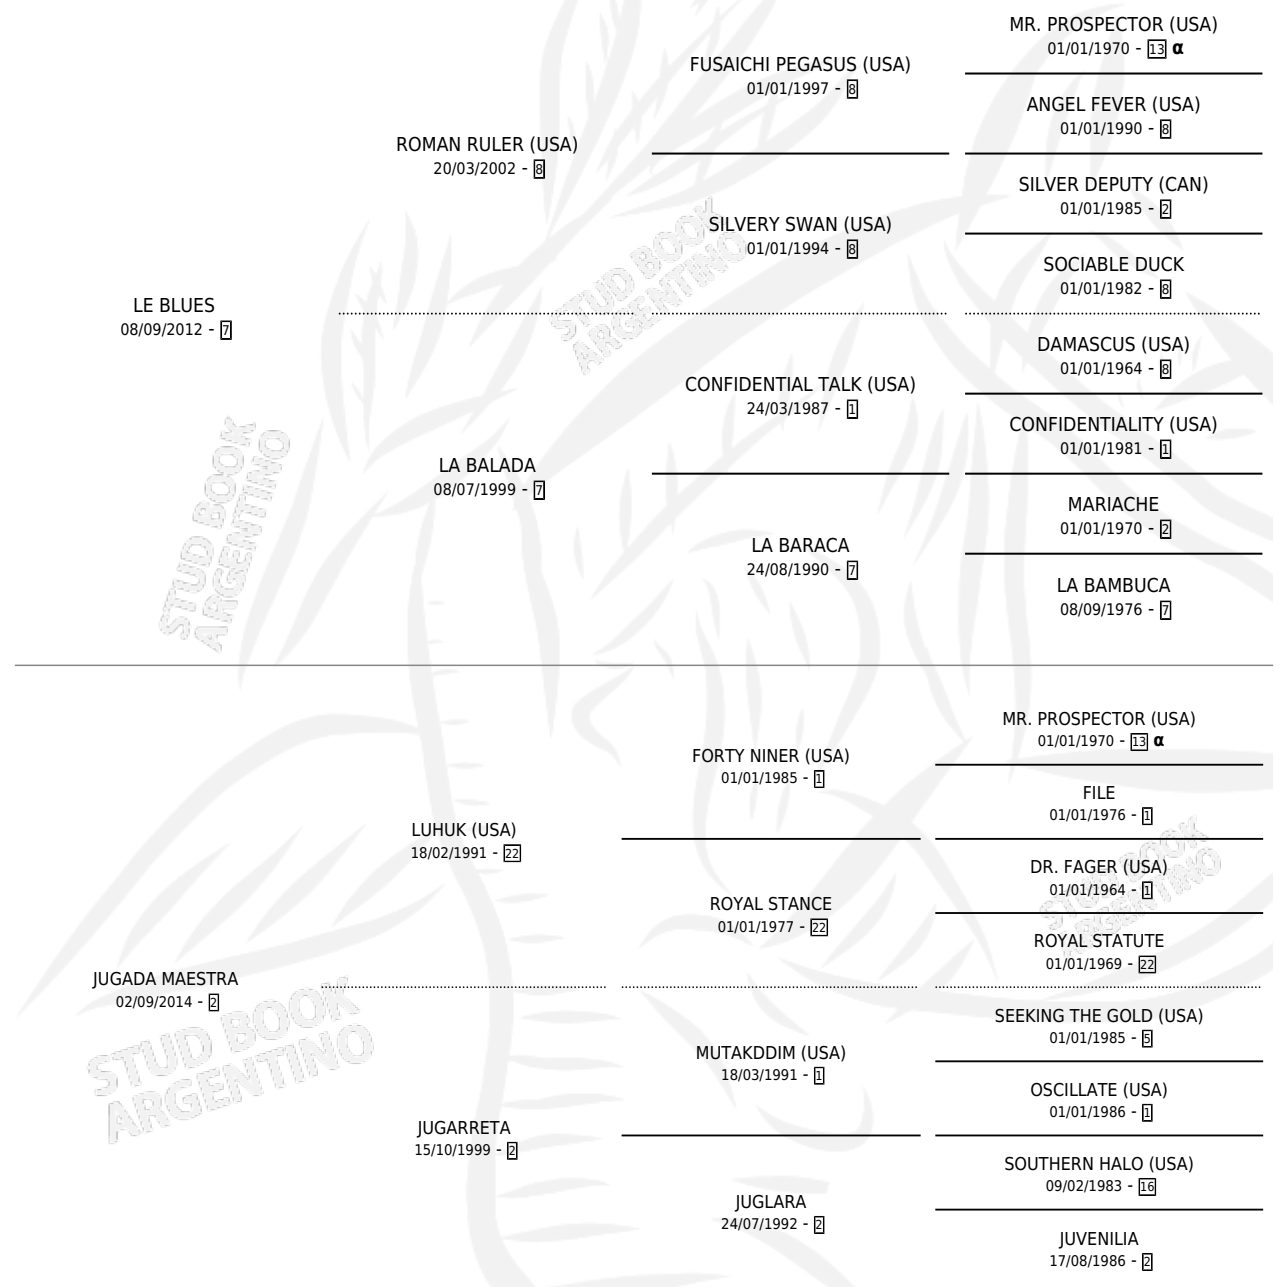 MR. PROSPECTOR (USA)
01/01/1970 - 13 α
FUSAICHI PEGASUS (USA)
01/01/1997 - 8
ANGEL FEVER (USA)
01/01/1990 - 8
ROMAN RULER (USA)
20/03/2002 - 8
SILVER DEPUTY (CAN)
01/01/1985 - 2
SILVERY SWAN (USA)
01/01/1994 - 8
SOCIABLE DUCK
01/01/1982 - 8
LE BLUES
08/09/2012 - 7
DAMASCUS (USA)
01/01/1964 - 8
CONFIDENTIAL TALK (USA)
24/03/1987 - 1
CONFIDENTIALITY (USA)
01/01/1981 - 1
LA BALADA
08/07/1999 - 7
MARIACHE
01/01/1970 - 2
LA BARACA
24/08/1990 - 7
LA BAMBUCA
08/09/1976 - 7
MR. PROSPECTOR (USA)
01/01/1970 - 13 α
FORTY NINER (USA)
01/01/1985 - 1
FILE
01/01/1976 - 1
LUHUK (USA)
18/02/1991 - 22
DR. FAGER (USA)
01/01/1964 - 1
ROYAL STANCE
01/01/1977 - 22
ROYAL STATUTE
01/01/1969 - 22
JUGADA MAESTRA
02/09/2014 - 2
SEEKING THE GOLD (USA)
01/01/1985 - 5
MUTAKDDIM (USA)
18/03/1991 - 1
OSCILLATE (USA)
01/01/1986 - 1
JUGARRETA
15/10/1999 - 2
SOUTHERN HALO (USA)
09/02/1983 - 16
JUGLARA
24/07/1992 - 2
JUVENILIA
17/08/1986 - 2
STUD BOOK
ARGENTINO
STUD BOOK
ARGENTINO
STUD BOOK
ARGENTINO
STUD BOOK
ARGENTINO